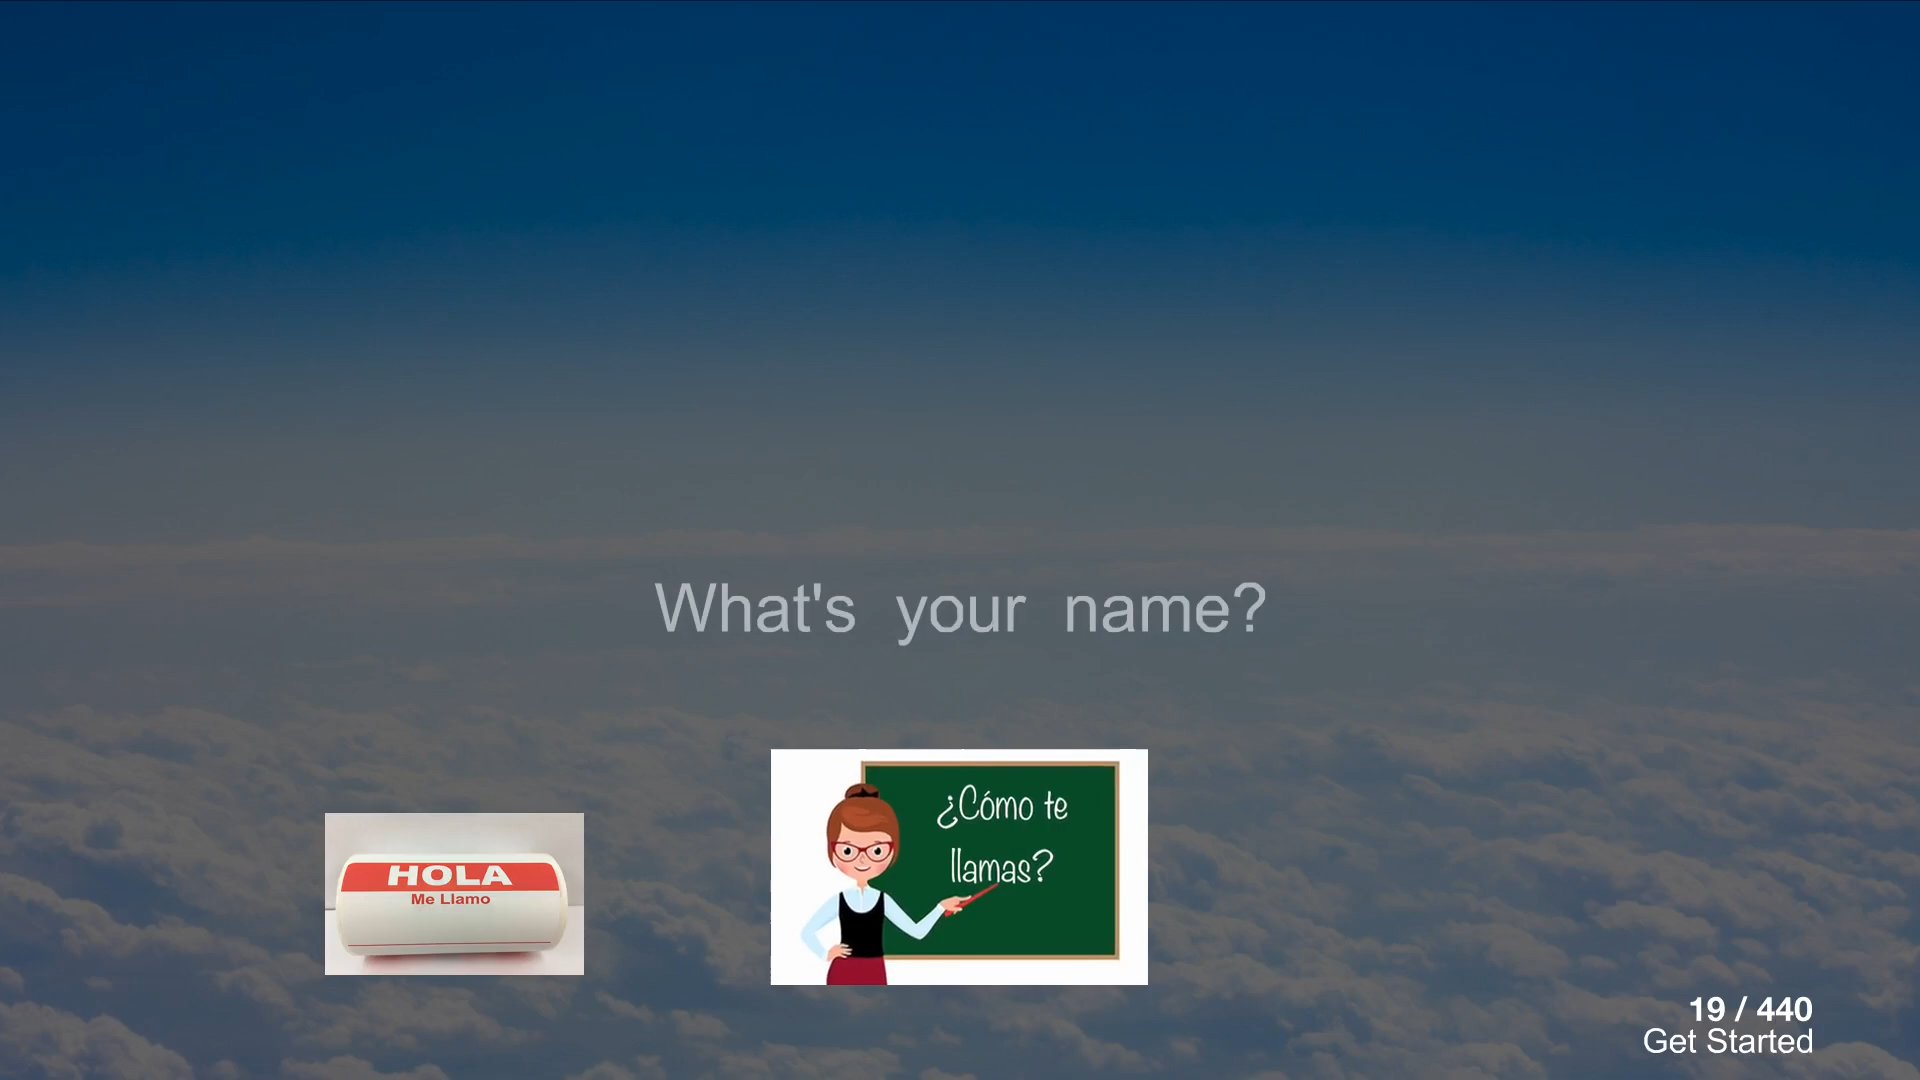 What's your name?
HOLA
Me Llamo
¿Cómo te
llamas?
19 / 440
Get Started